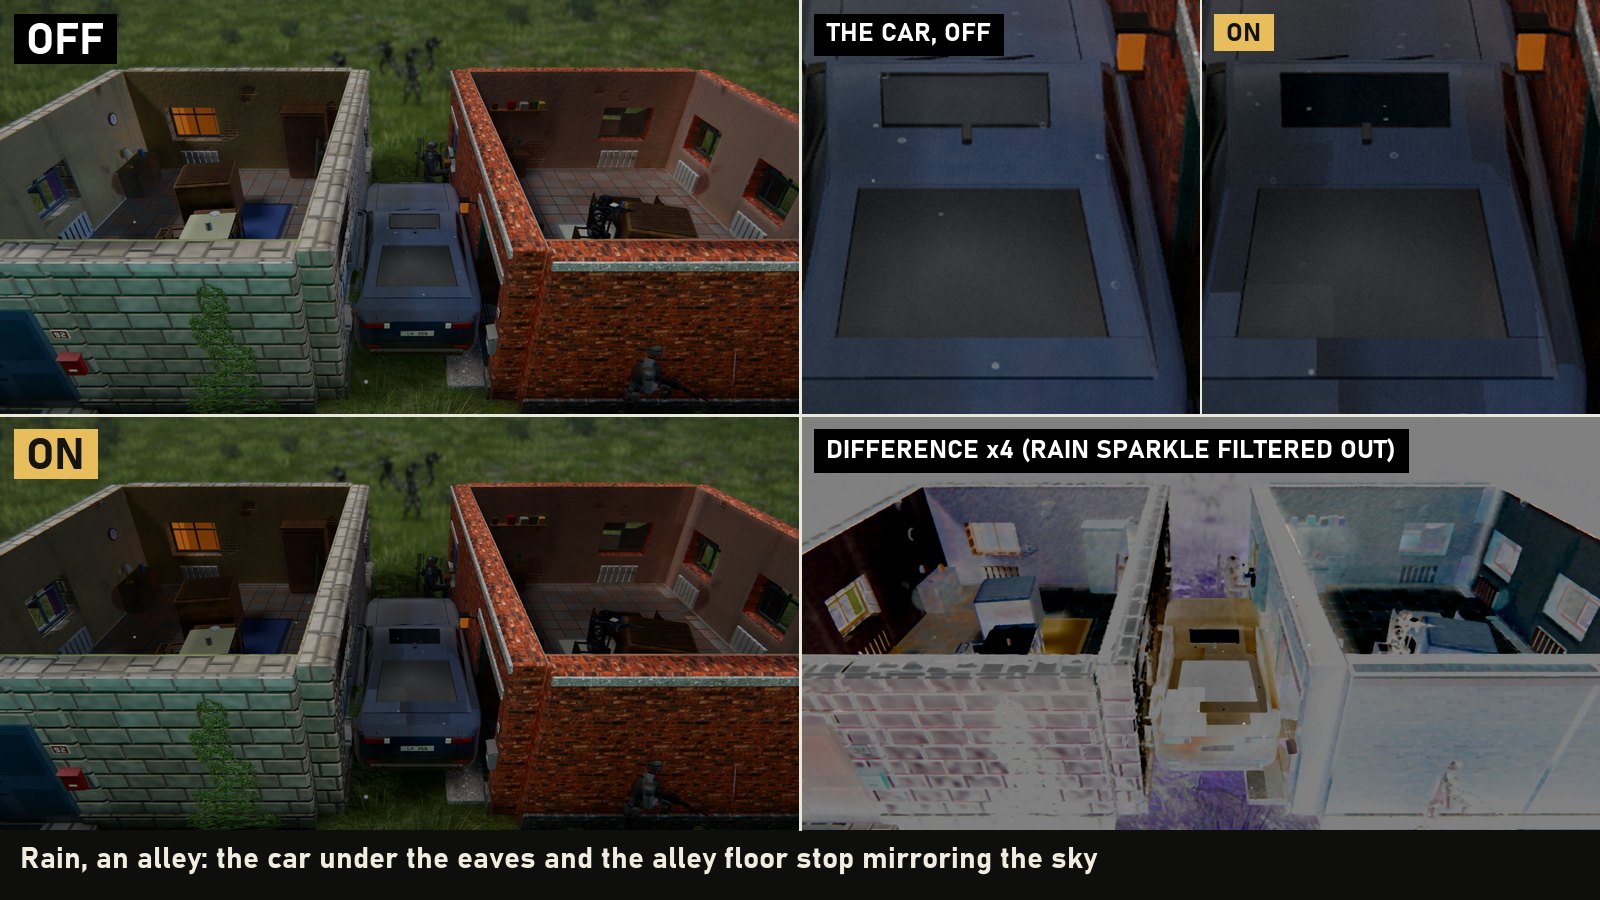 OFF
THE CAR, OFF
ON
ON
DIFFERENCE x4 (RAIN SPARKLE FILTERED OUT)
Rain, an alley: the car under the eaves and the alley floor stop mirroring the sky